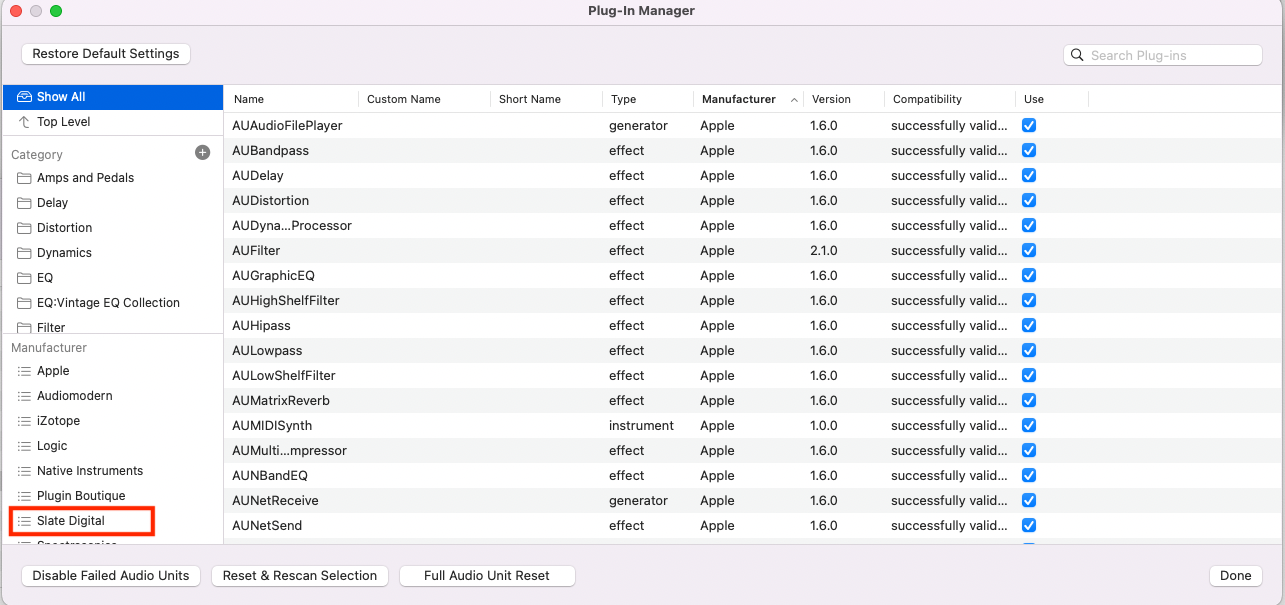 Plug-In Manager
Restore Default Settings
Search Plug-ins
Show All
Top Level
Category
Amps and Pedals
Delay
Distortion
Dynamics
EQ
EQ:Vintage EQ Collection
Filter
Manufacturer
Apple
Audiomodern
iZotope
Logic
Native Instruments
Plugin Boutique
Slate Digital
Name Custom Name Short Name Type Manufacturer Version Compatibility Use
AUAudioFilePlayer generator Apple 1.6.0 successfully valid...
AUBandpass effect Apple 1.6.0 successfully valid...
AUDelay effect Apple 1.6.0 successfully valid...
AUDistortion effect Apple 1.6.0 successfully valid...
AUDyna...Processor effect Apple 1.6.0 successfully valid...
AUFilter effect Apple 2.1.0 successfully valid...
AUGraphicEQ effect Apple 1.6.0 successfully valid...
AUHighShelfFilter effect Apple 1.6.0 successfully valid...
AUHipass effect Apple 1.6.0 successfully valid...
AULowpass effect Apple 1.6.0 successfully valid...
AULowShelfFilter effect Apple 1.6.0 successfully valid...
AUMatrixReverb effect Apple 1.6.0 successfully valid...
AUMIDISynth instrument Apple 1.0.0 successfully valid...
AUMulti...mpressor effect Apple 1.6.0 successfully valid...
AUNBandEQ effect Apple 1.6.0 successfully valid...
AUNetReceive generator Apple 1.6.0 successfully valid...
AUNetSend effect Apple 1.6.0 successfully valid...
Disable Failed Audio Units
Reset & Rescan Selection
Full Audio Unit Reset
Done